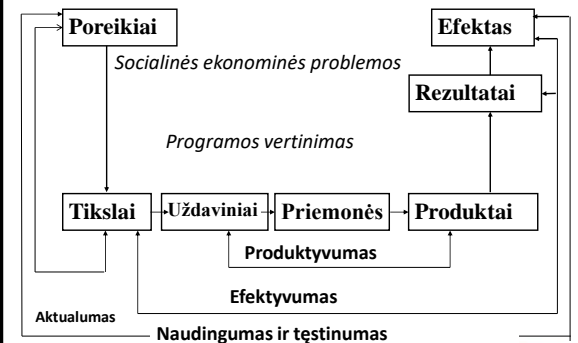 Poreikiai
Efektas
Socialinės ekonominės problemos
Rezultatai
Programos vertinimas
Tikslai
Uždaviniai
Priemonės
Produktai
Produktyvumas
Efektyvumas
Aktualumas
Naudingumas ir tęstinumas